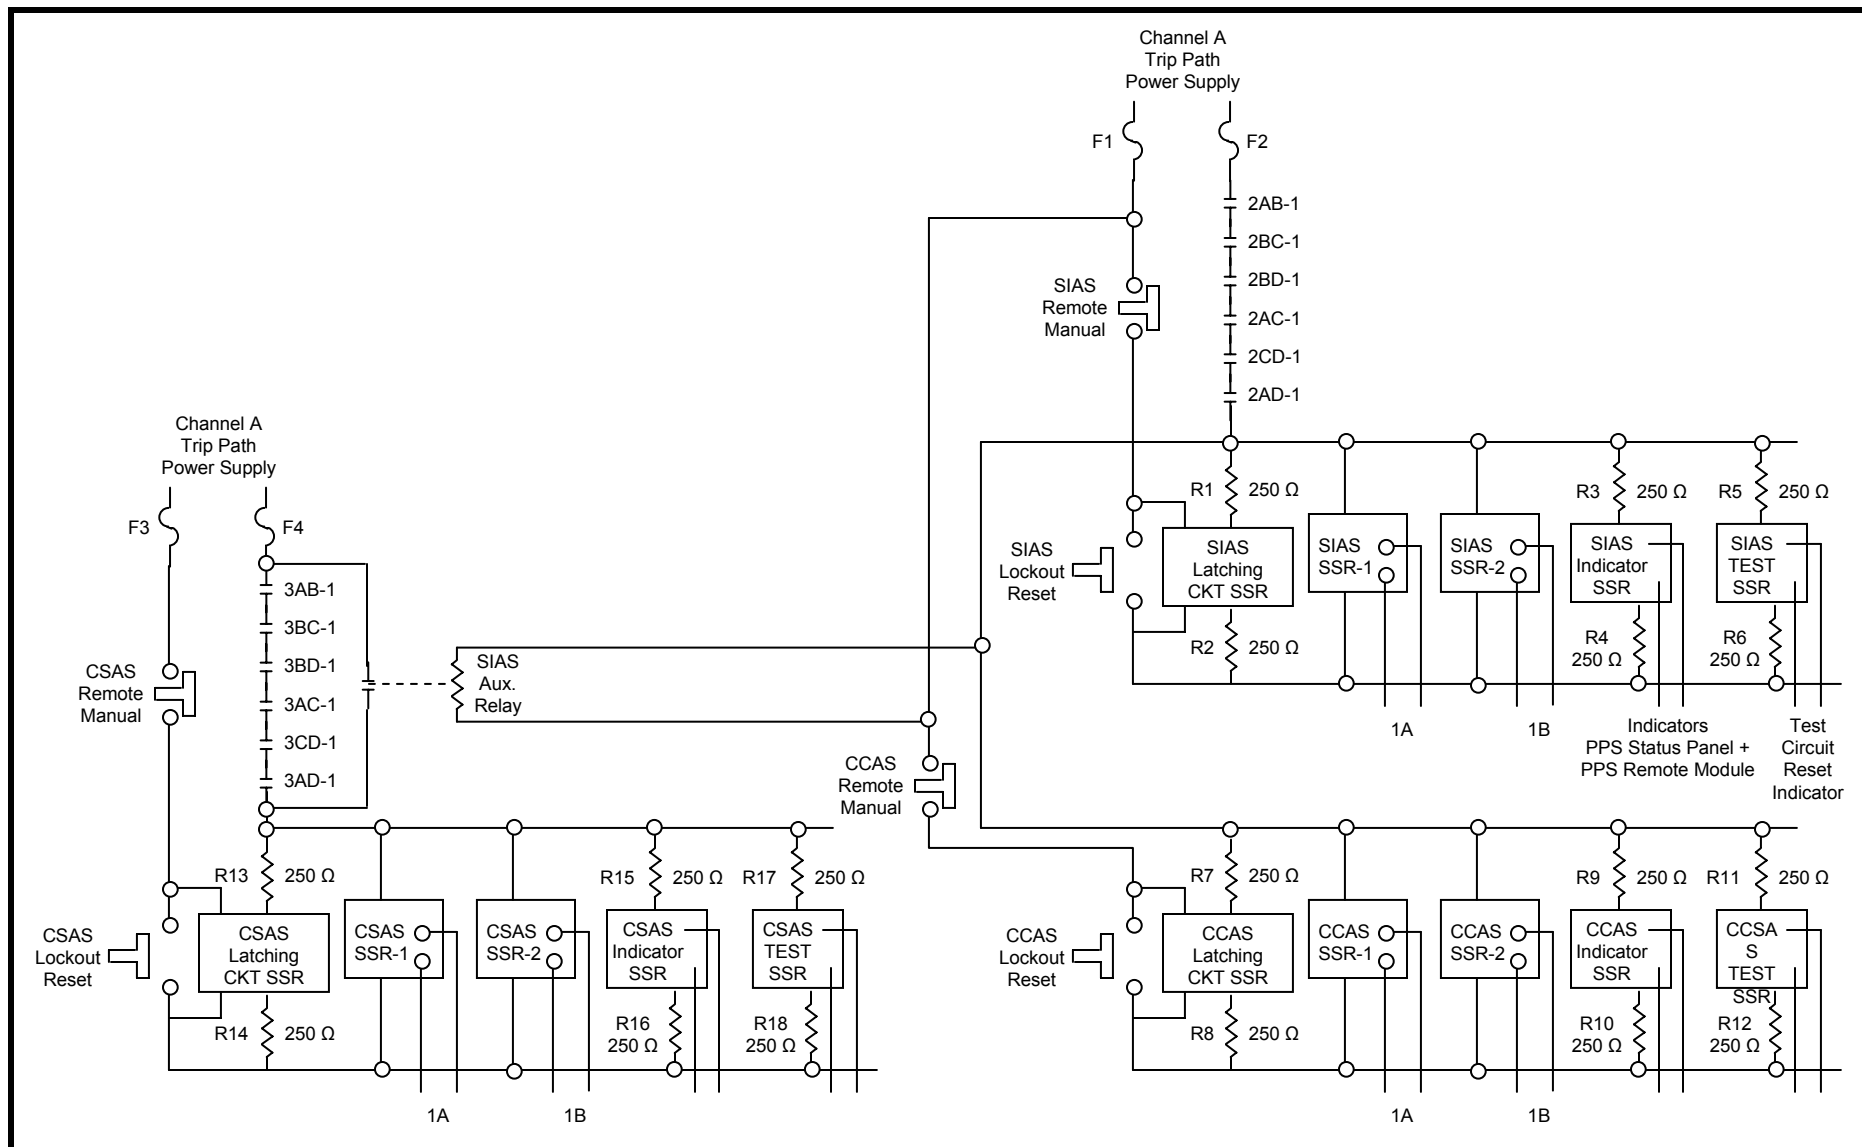 Channel A
Trip Path
Power Supply
F1
F2
2AB-1
2BC-1
2BD-1
2AC-1
2CD-1
2AD-1
SIAS
Remote
Manual
Channel A
Trip Path
Power Supply
F3
F4
3AB-1
3BC-1
3BD-1
3AC-1
3CD-1
3AD-1
CSAS
Remote
Manual
SIAS
Aux.
Relay
R1
250 Ω
R3
250 Ω
R5
250 Ω
SIAS
Lockout
Reset
SIAS
Latching
CKT SSR
SIAS
SSR-1
SIAS
SSR-2
SIAS
Indicator
SSR
SIAS
TEST
SSR
R2
250 Ω
R4
250 Ω
R6
250 Ω
1A
1B
Indicators
PPS Status Panel +
PPS Remote Module
Test
Circuit
Reset
Indicator
CCAS
Remote
Manual
R13
250 Ω
R15
250 Ω
R17
250 Ω
CSAS
Lockout
Reset
CSAS
Latching
CKT SSR
CSAS
SSR-1
CSAS
SSR-2
CSAS
Indicator
SSR
CSAS
TEST
SSR
R14
250 Ω
R16
250 Ω
R18
250 Ω
1A
1B
R7
250 Ω
R9
250 Ω
R11
250 Ω
CCAS
Lockout
Reset
CCAS
Latching
CKT SSR
CCAS
SSR-1
CCAS
SSR-2
CCAS
Indicator
SSR
CCSA
S
TEST
SSR
R8
250 Ω
R10
250 Ω
R12
250 Ω
1A
1B